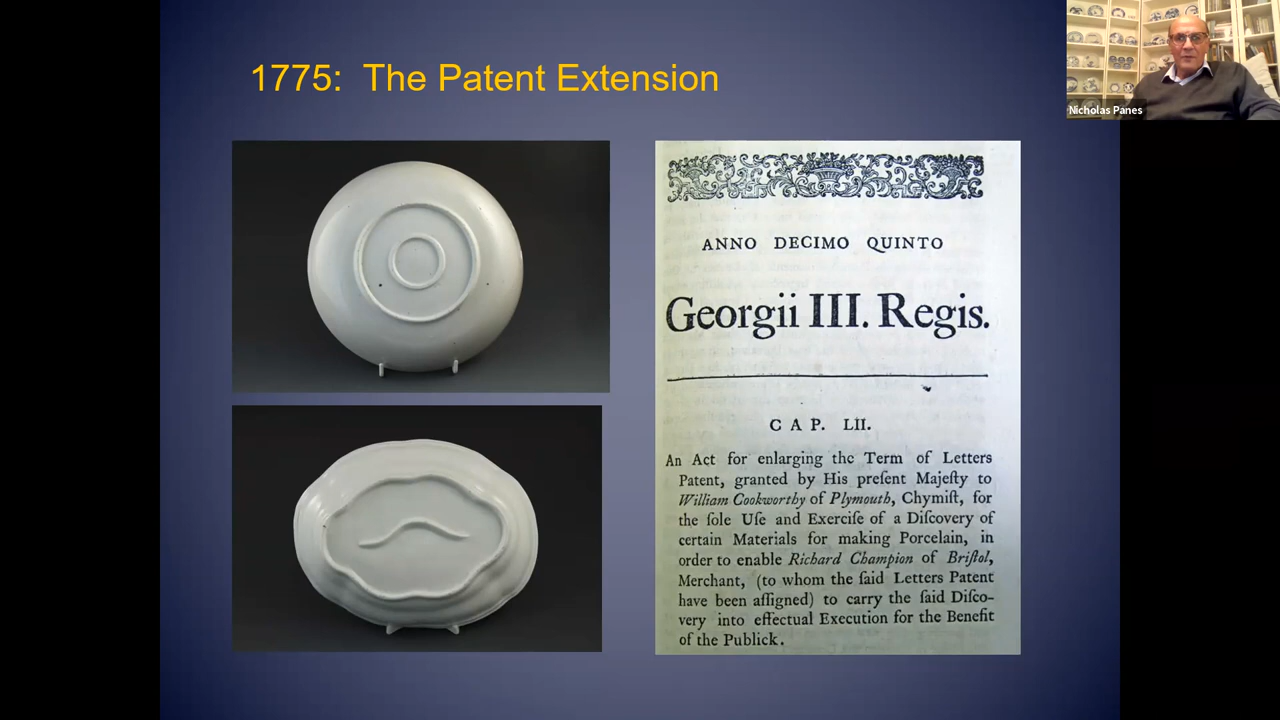 1775: The Patent Extension
Nicholas Panes
ANNO DECIMO QUINTO
Georgii III. Regis.
CAP. LII.
An Act for enlarging the Term of Letters
Patent, granted by His preſent Majeſty to
William Cookworthy of Plymouth, Chymiſt, for
the ſole Uſe and Exerciſe of a Diſcovery of
certain Materials for making Porcelain, in
order to enable Richard Champion of Briſtol,
Merchant, (to whom the ſaid Letters Patent
have been aſſigned) to carry the ſaid Diſco-
very into effectual Execution for the Benefit
of the Publick.